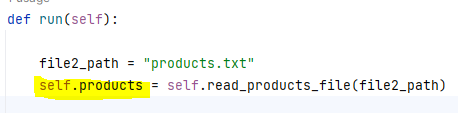 def run(self):
file2_path = "products.txt"
self.products = self.read_products_file(file2_path)